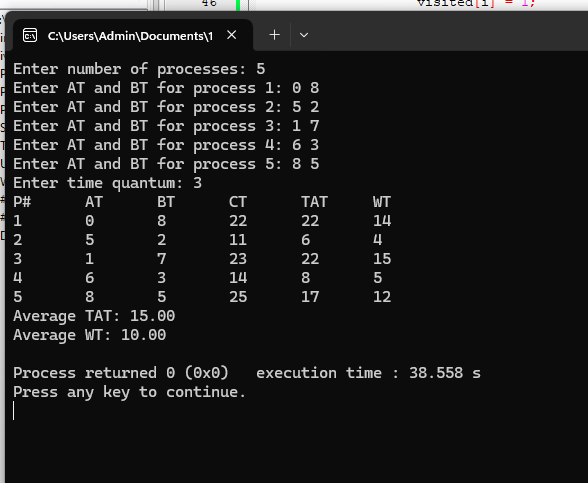 46 visited[i] = 1;
C:\Users\Admin\Documents\1
Enter number of processes: 5
Enter AT and BT for process 1: 0 8
Enter AT and BT for process 2: 5 2
Enter AT and BT for process 3: 1 7
Enter AT and BT for process 4: 6 3
Enter AT and BT for process 5: 8 5
Enter time quantum: 3
P# AT BT CT TAT WT
1 0 8 22 22 14
2 5 2 11 6 4
3 1 7 23 22 15
4 6 3 14 8 5
5 8 5 25 17 12
Average TAT: 15.00
Average WT: 10.00
Process returned 0 (0x0) execution time : 38.558 s
Press any key to continue.